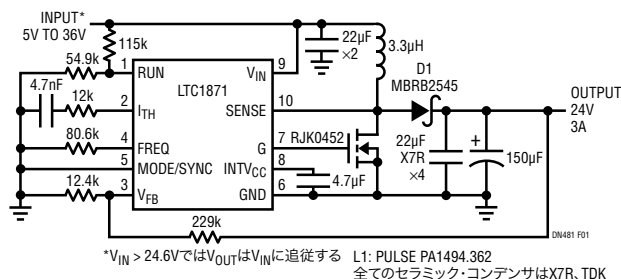 INPUT*
5V TO 36V
115k
22µF
×2
3.3µH
54.9k
1
RUN
VIN
9
D1
MBRB2545
4.7nF
LTC1871
OUTPUT
24V
3A
12k
2
ITH
SENSE
10
80.6k
4
FREQ
G
7
RJK0452
22µF
X7R
×4
+
150µF
5
MODE/SYNC
INTVCC
8
4.7µF
12.4k
3
VFB
GND
6
229k
DN481 F01
*VIN > 24.6VではVOUTはVINに追従する
L1: PULSE PA1494.362
全てのセラミック・コンデンサはX7R、TDK